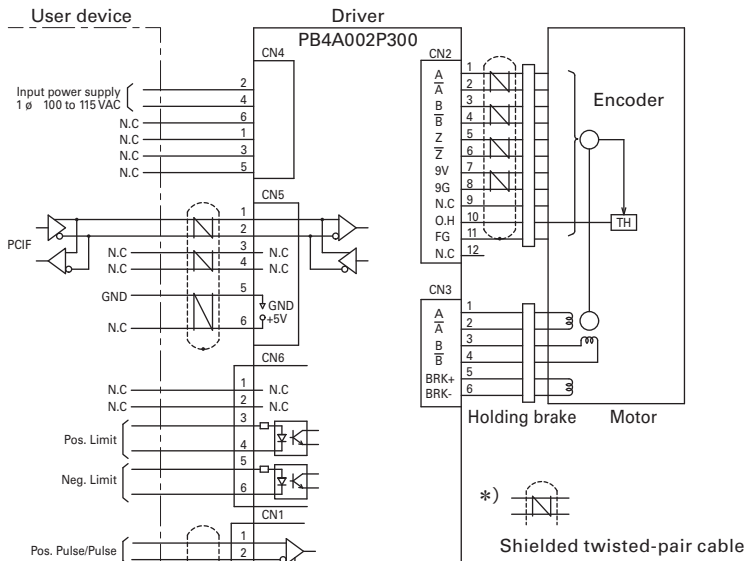 User device
Driver
PB4A002P300
CN4
Input power supply
1 ø 100 to 115 VAC
2
4
N.C 6
N.C 1
N.C 3
N.C 5
CN5
PCIF
1
2
N.C 3 N.C
N.C 4 N.C
GND 5 GND
+5V
N.C 6
CN6
N.C 1 N.C
N.C 2 N.C
3
Pos. Limit
4
5
Neg. Limit
6
CN1
1
Pos. Pulse/Pulse
2
CN2
A 1
A̅ 2
B 3
B̅ 4
Z 5
Z̅ 6
9V 7
9G 8
N.C 9
O.H 10
FG 11
N.C 12
Encoder
TH
CN3
A 1
A̅ 2
B 3
B̅ 4
BRK+ 5
BRK- 6
Holding brake
Motor
*)
Shielded twisted-pair cable